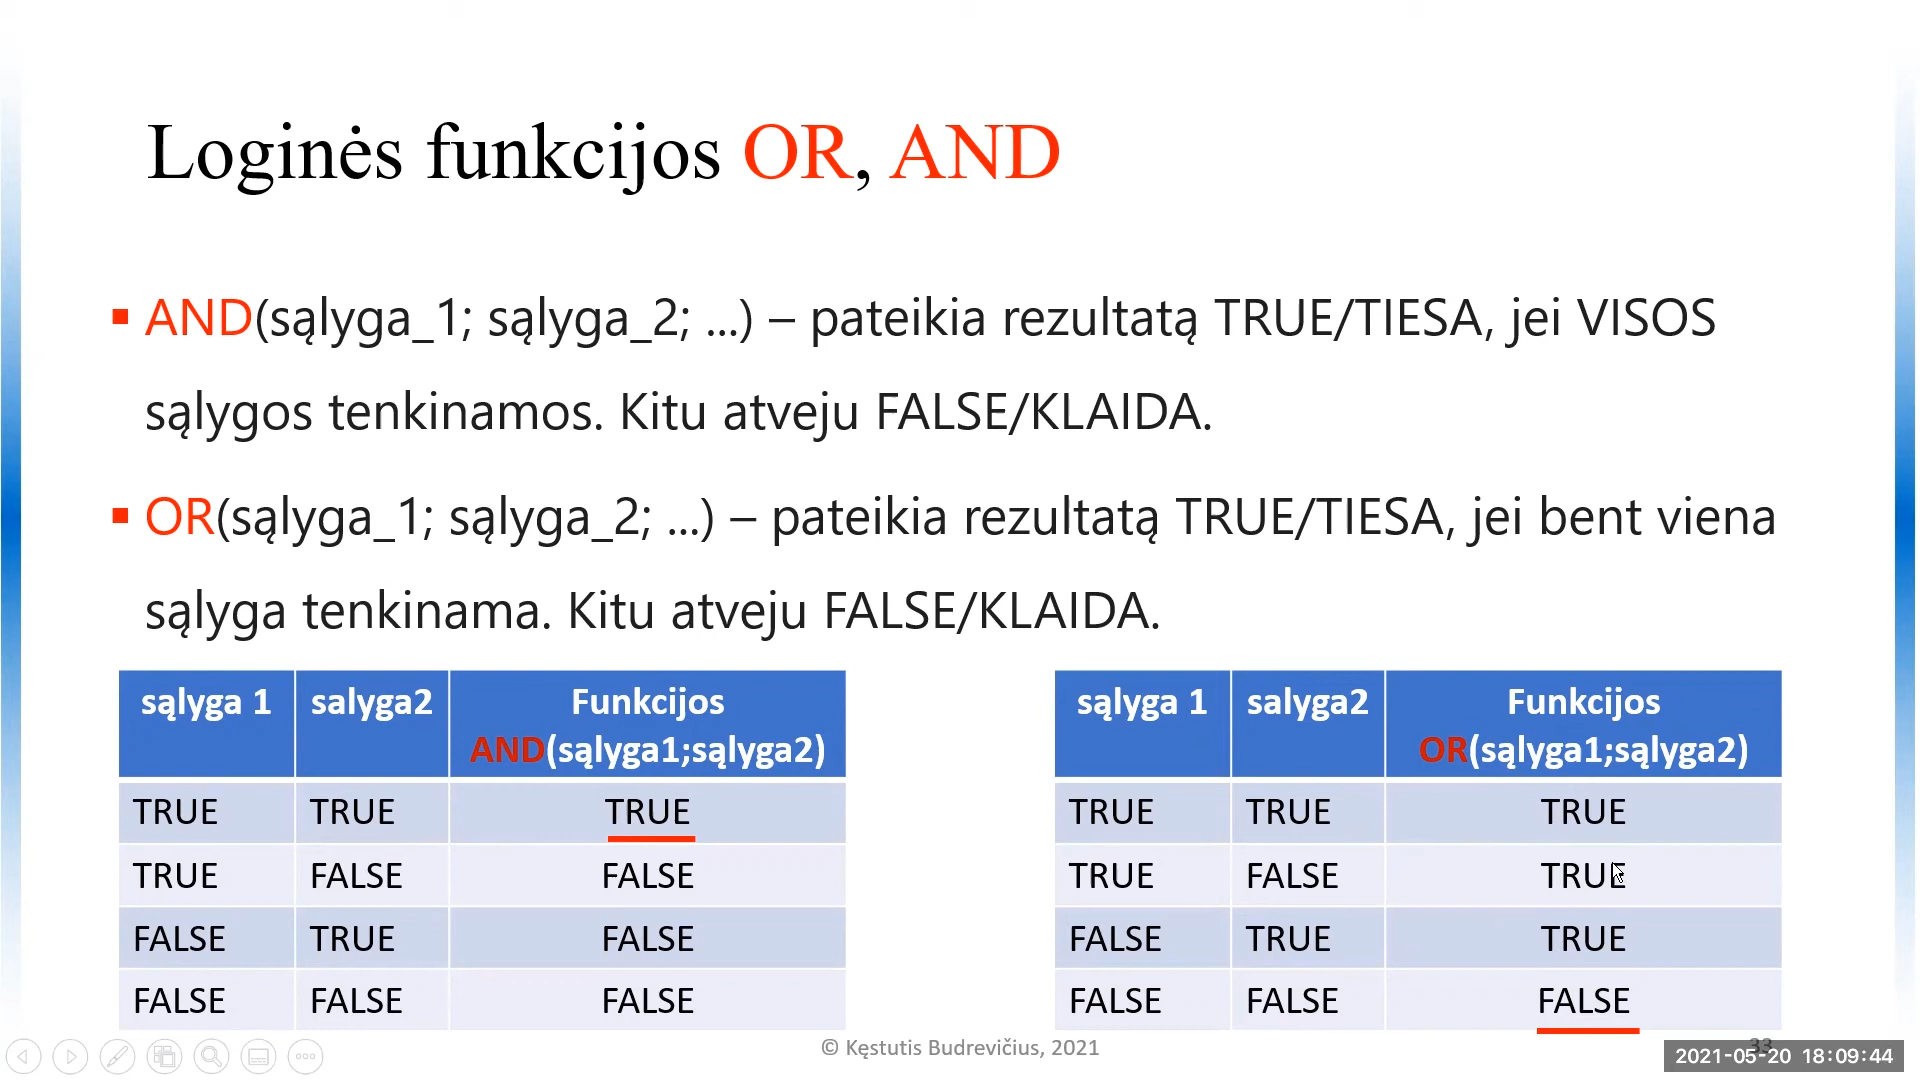 Loginės funkcijos OR, AND
AND(sąlyga_1; sąlyga_2; ...) – pateikia rezultatą TRUE/TIESA, jei VISOS
sąlygos tenkinamos. Kitu atveju FALSE/KLAIDA.
OR(sąlyga_1; sąlyga_2; ...) – pateikia rezultatą TRUE/TIESA, jei bent viena
sąlyga tenkinama. Kitu atveju FALSE/KLAIDA.
sąlyga 1 salyga2 Funkcijos
AND(sąlyga1;sąlyga2)
TRUE TRUE TRUE
TRUE FALSE FALSE
FALSE TRUE FALSE
FALSE FALSE FALSE
sąlyga 1 salyga2 Funkcijos
OR(sąlyga1;sąlyga2)
TRUE TRUE TRUE
TRUE FALSE TRUE
FALSE TRUE TRUE
FALSE FALSE FALSE
© Kęstutis Budrevičius, 2021
33
2021-05-20 18:09:44